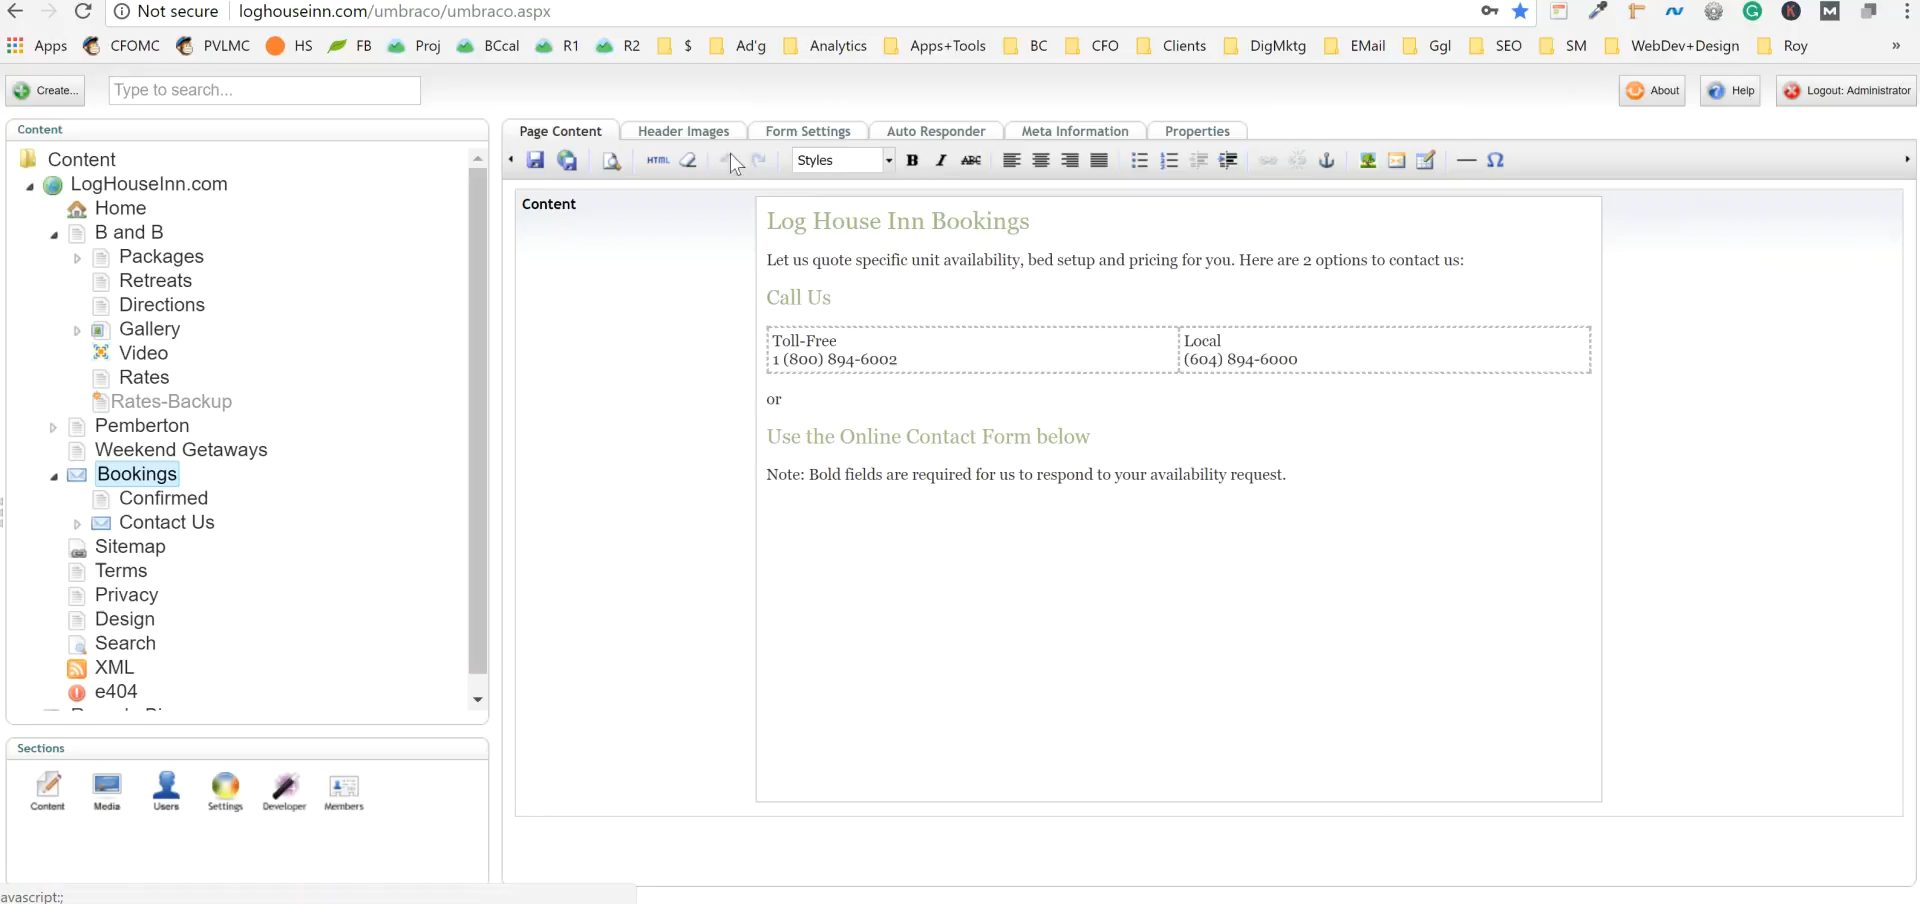 Not secure loghouseinn.com/umbraco/umbraco.aspx
Apps CFOMC PVLMC HS FB Proj BCcal R1 R2 $ Ad'g Analytics Apps+Tools BC CFO Clients DigMktg EMail Ggl SEO SM WebDev+Design Roy »
Create... Type to search... About Help Logout: Administrator
Content
Content
LogHouseInn.com
Home
B and B
Packages
Retreats
Directions
Gallery
Video
Rates
Rates-Backup
Pemberton
Weekend Getaways
Bookings
Confirmed
Contact Us
Sitemap
Terms
Privacy
Design
Search
XML
e404
Sections
Content Media Users Settings Developer Members
Page Content Header Images Form Settings Auto Responder Meta Information Properties
HTML Styles B I ABC Ω
Content
Log House Inn Bookings
Let us quote specific unit availability, bed setup and pricing for you. Here are 2 options to contact us:
Call Us
Toll-Free Local
1 (800) 894-6002 (604) 894-6000
or
Use the Online Contact Form below
Note: Bold fields are required for us to respond to your availability request.
avascript:;